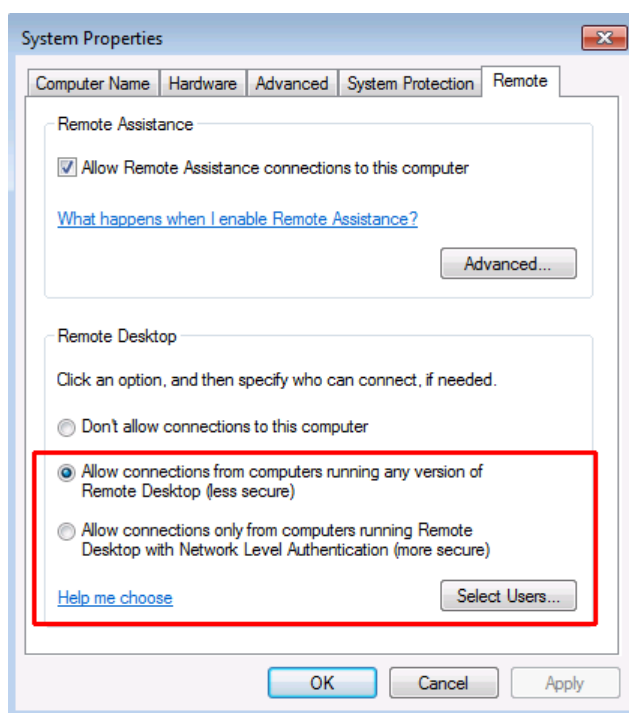 System Properties
Computer Name Hardware Advanced System Protection Remote
Remote Assistance
Allow Remote Assistance connections to this computer
What happens when I enable Remote Assistance?
Advanced...
Remote Desktop
Click an option, and then specify who can connect, if needed.
Don't allow connections to this computer
Allow connections from computers running any version of
Remote Desktop (less secure)
Allow connections only from computers running Remote
Desktop with Network Level Authentication (more secure)
Help me choose Select Users...
OK Cancel Apply